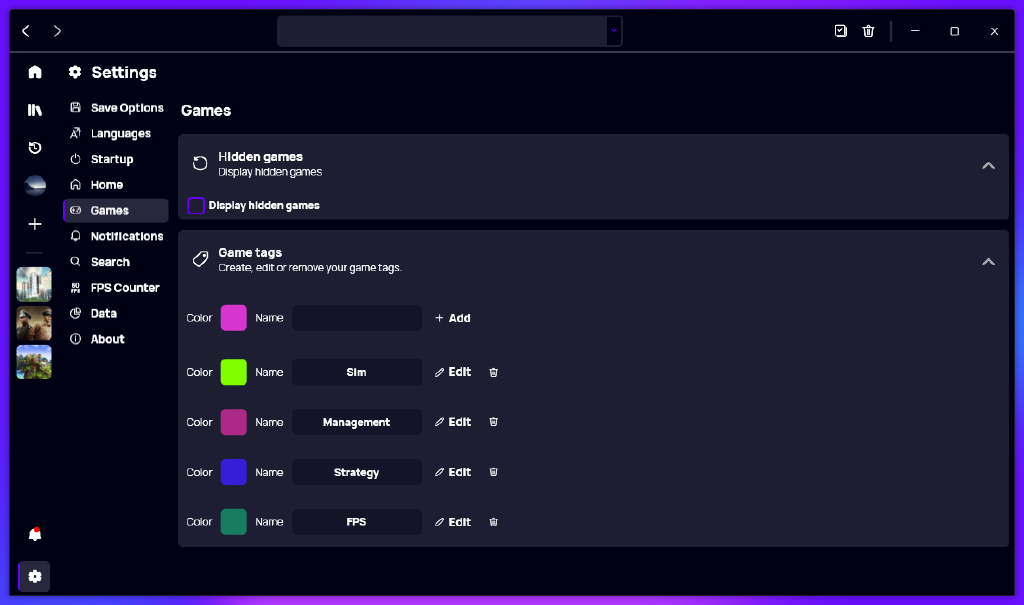 Settings
Save Options
Languages
Startup
Home
Games
Notifications
Search
60 FPS
FPS Counter
Data
About
Games
Hidden games
Display hidden games
Display hidden games
Game tags
Create, edit or remove your game tags.
Color Name + Add
Color Name Sim Edit
Color Name Management Edit
Color Name Strategy Edit
Color Name FPS Edit